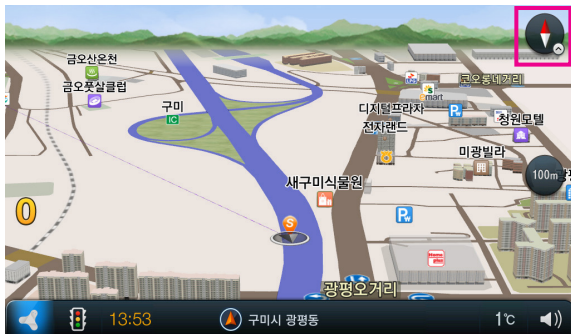 금오산온천
금오풋살클럽
구미
IC
코오롱네거리
S
mart
디지털프라자
전자랜드
P
청원모텔
미광빌라
100m
새구미식물원
0
S
P
Home
plus
광평오거리
13:53
구미시 광평동
1℃